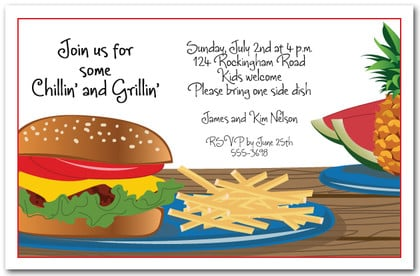 Join us for
some
Chillin' and Grillin'
Sunday, July 2nd at 4 p.m.
124 Rockingham Road
Kids welcome
Please bring one side dish
James and Kim Nelson
RSVP by June 25th
555-3698